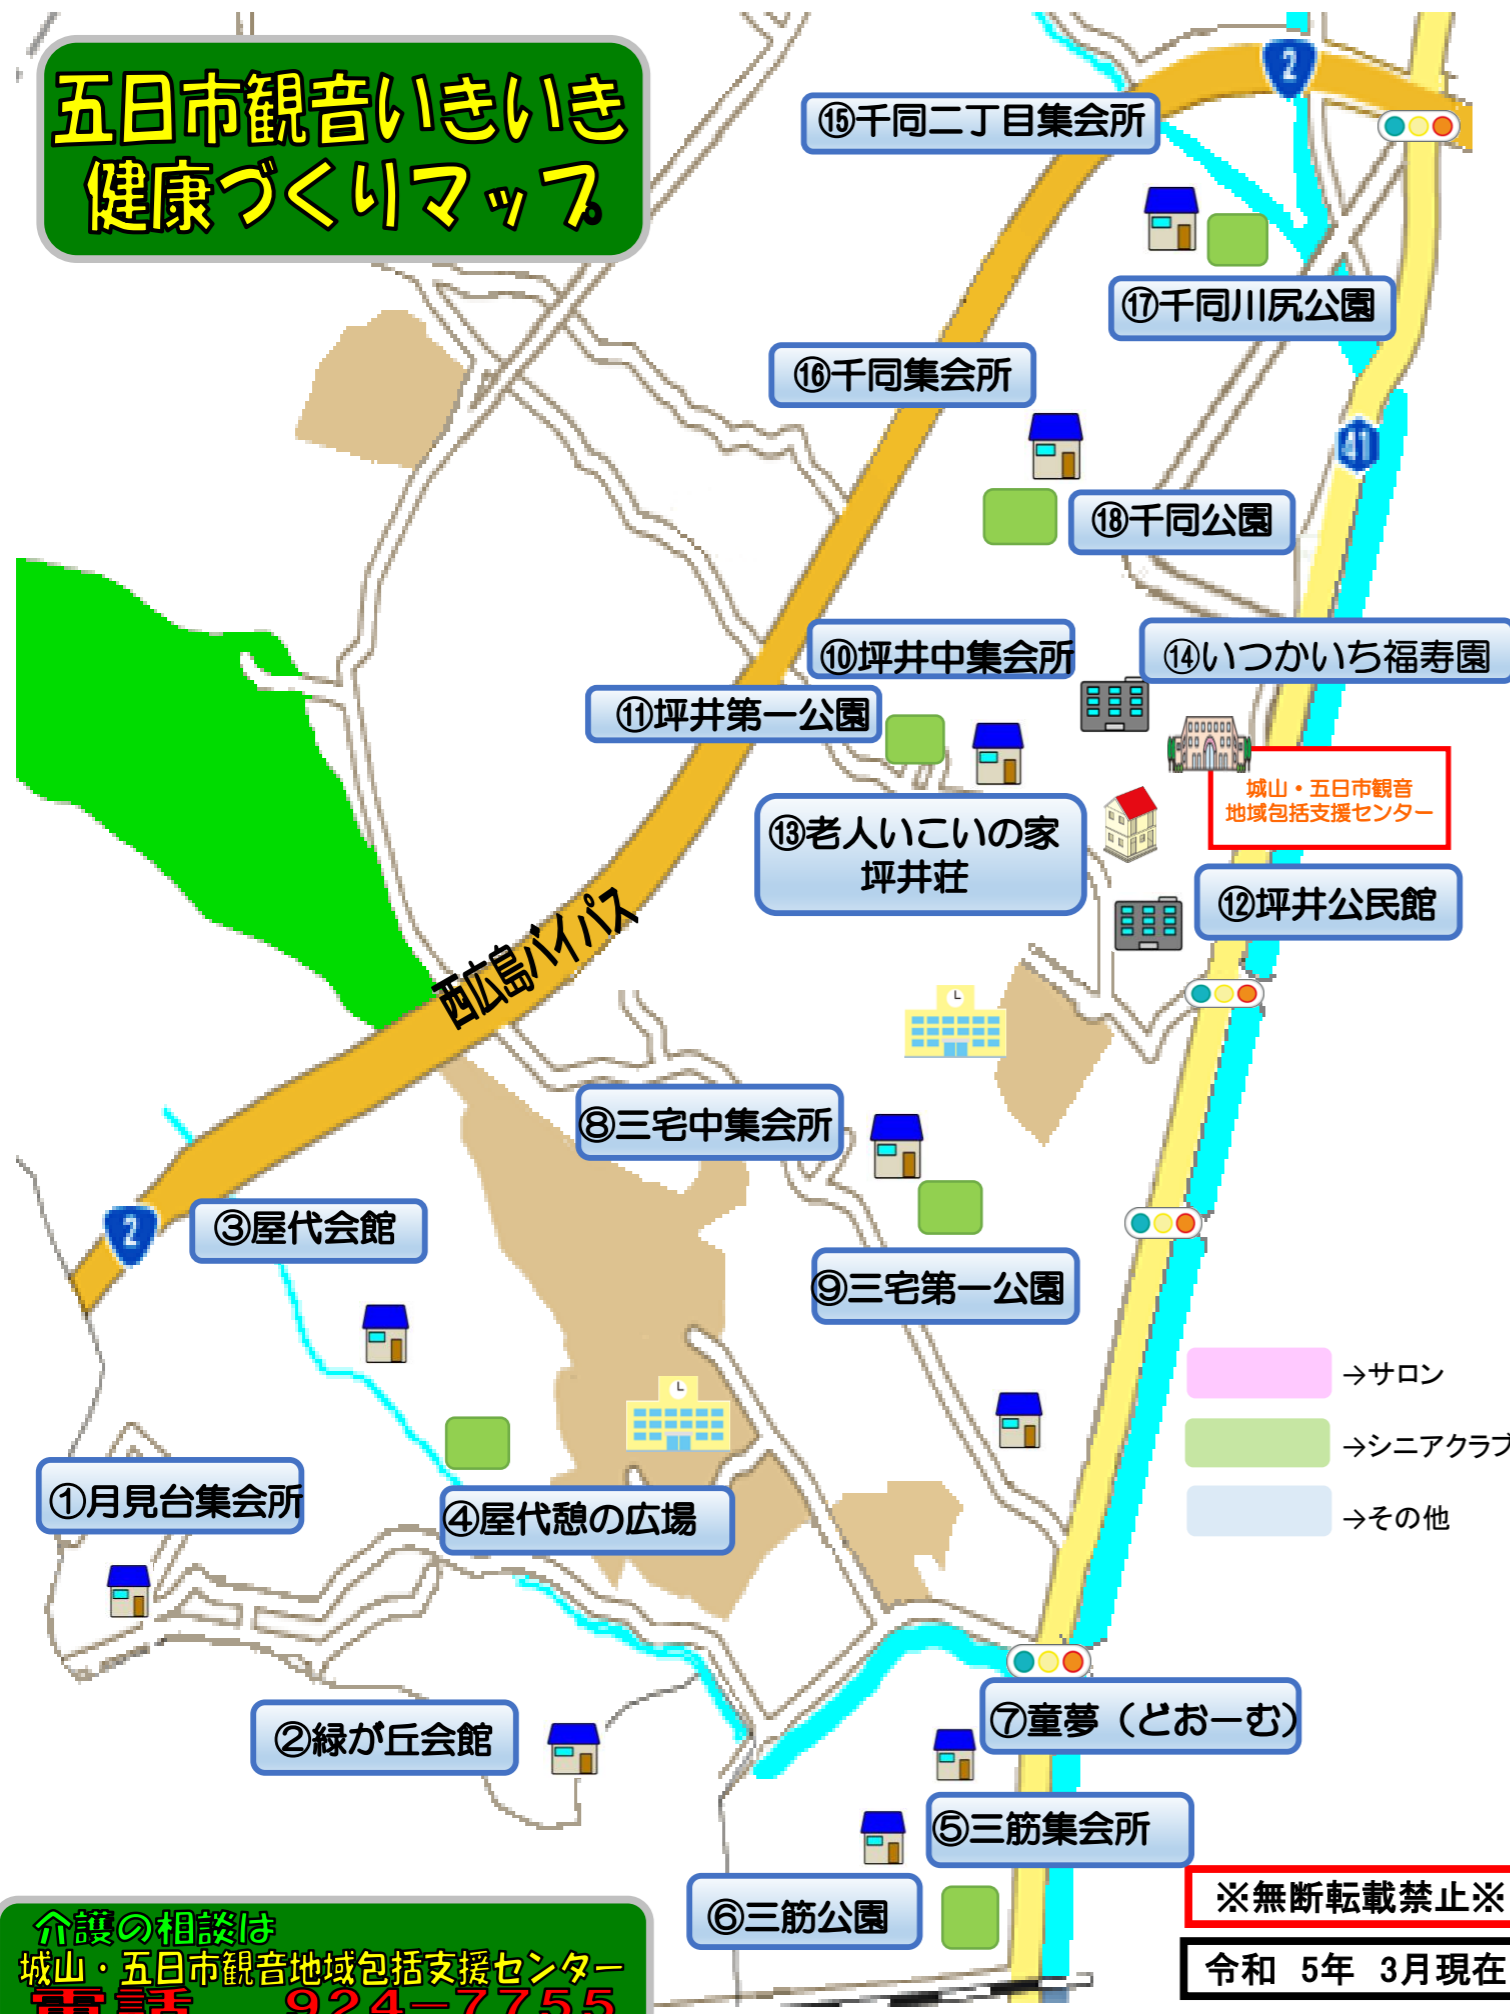 五日市観音いきいき
健康づくりマップ
2
⑮千同二丁目集会所
⑰千同川尻公園
⑯千同集会所
41
⑱千同公園
⑩坪井中集会所
⑭いつかいち福寿園
⑪坪井第一公園
城山・五日市観音
地域包括支援センター
⑬老人いこいの家
坪井荘
⑫坪井公民館
西広島バイパス
⑧三宅中集会所
2
③屋代会館
⑨三宅第一公園
→サロン
→シニアクラブ
→その他
①月見台集会所
④屋代憩の広場
②緑が丘会館
⑦童夢（どおーむ）
⑤三筋集会所
⑥三筋公園
※無断転載禁止※
令和 5年 3月現在
介護の相談は
城山・五日市観音地域包括支援センター
電話 924-7755